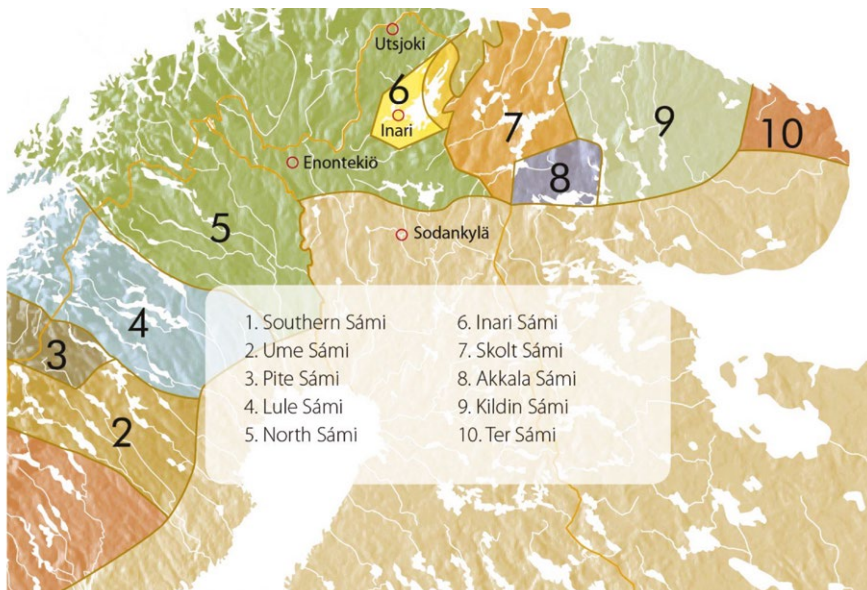 Utsjoki
6
Inari
9
7
10
Enontekiö
8
5
Sodankylä
4
3
2
1. Southern Sámi
2. Ume Sámi
3. Pite Sámi
4. Lule Sámi
5. North Sámi
6. Inari Sámi
7. Skolt Sámi
8. Akkala Sámi
9. Kildin Sámi
10. Ter Sámi